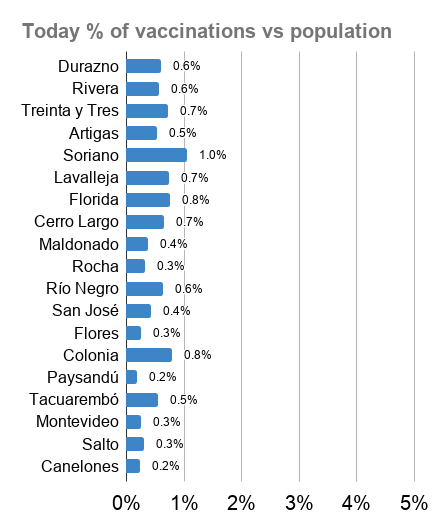 Today % of vaccinations vs population
Durazno 0.6%
Rivera 0.6%
Treinta y Tres 0.7%
Artigas 0.5%
Soriano 1.0%
Lavalleja 0.7%
Florida 0.8%
Cerro Largo 0.7%
Maldonado 0.4%
Rocha 0.3%
Río Negro 0.6%
San José 0.4%
Flores 0.3%
Colonia 0.8%
Paysandú 0.2%
Tacuarembó 0.5%
Montevideo 0.3%
Salto 0.3%
Canelones 0.2%
0% 1% 2% 3% 4% 5%